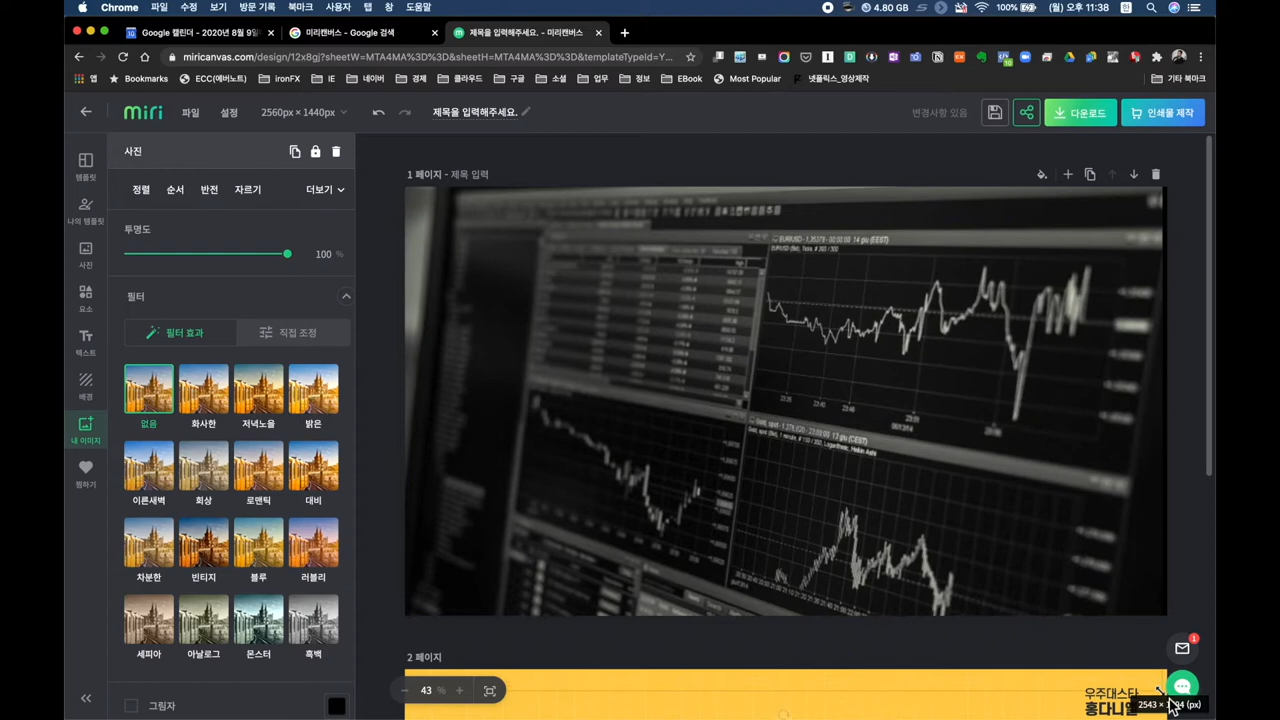 Chrome 파일 수정 보기 방문 기록 북마크 사용자 탭 창 도움말 4.80 GB 100% (월) 오후 11:38 한
Google 캘린더 - 2020년 8월 9일 미리캔버스 - Google 검색 제목을 입력해주세요. - 미리캔버스
miricanvas.com/design/12x8gj?sheetW=MTA4MA%3D%3D&sheetH=MTA4MA%3D%3D&templateTypeId=Y...
앱 Bookmarks ECC(에버노트) ironFX IE 네이버 경제 클라우드 구글 소셜 업무 정보 EBook Most Popular 넷플릭스_영상제작 기타 북마크
miri 파일 설정 2560px × 1440px 제목을 입력해주세요. 변경사항 있음 다운로드 인쇄물 제작
사진
1 페이지 - 제목 입력
템플릿
정렬 순서 반전 자르기 더보기
나의 템플릿
투명도
100 %
사진
필터
요소
필터 효과 직접 조정
텍스트
배경
없음 화사한 저녁노을 밝은
내 이미지
찜하기
이른새벽 회상 로맨틱 대비
차분한 빈티지 블루 러블리
세피아 아날로그 몬스터 흑백
그림자
EURUSD
23:35 23:40 23:46
2 페이지
43 %
1
우주대스타
홍다니엘
(px)